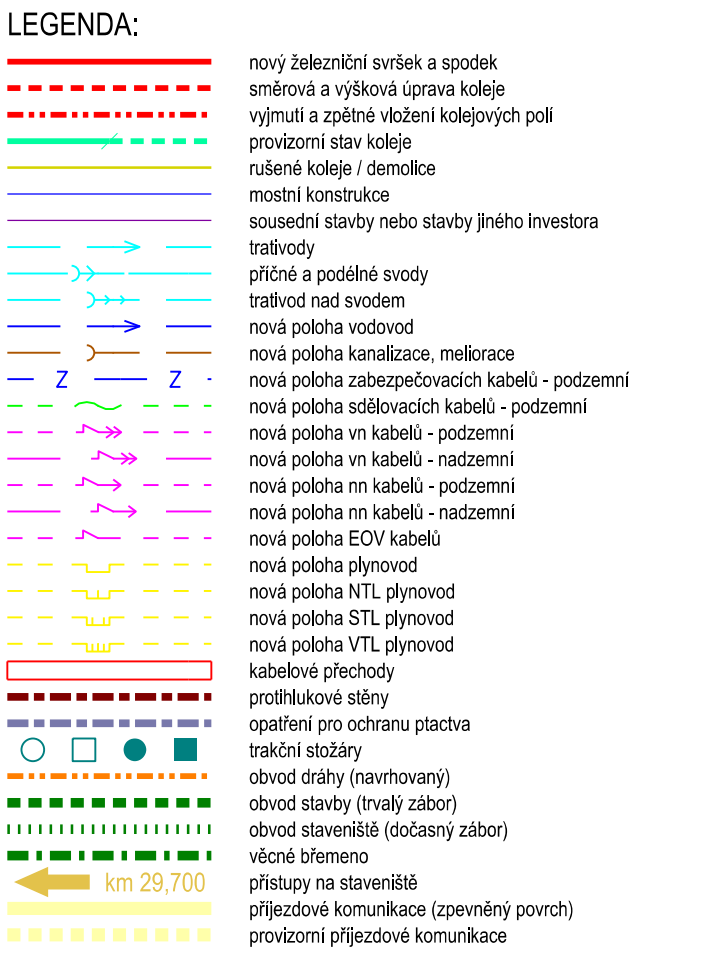 LEGENDA:
nový železniční svršek a spodek
směrová a výšková úprava koleje
vyjmutí a zpětné vložení kolejových polí
provizorní stav koleje
rušené koleje / demolice
mostní konstrukce
sousední stavby nebo stavby jiného investora
trativody
příčné a podélné svody
trativod nad svodem
nová poloha vodovod
nová poloha kanalizace, meliorace
Z Z nová poloha zabezpečovacích kabelů - podzemní
nová poloha sdělovacích kabelů - podzemní
nová poloha vn kabelů - podzemní
nová poloha vn kabelů - nadzemní
nová poloha nn kabelů - podzemní
nová poloha nn kabelů - nadzemní
nová poloha EOV kabelů
nová poloha plynovod
nová poloha NTL plynovod
nová poloha STL plynovod
nová poloha VTL plynovod
kabelové přechody
protihlukové stěny
opatření pro ochranu ptactva
trakční stožáry
obvod dráhy (navrhovaný)
obvod stavby (trvalý zábor)
obvod staveniště (dočasný zábor)
věcné břemeno
km 29,700 přístupy na staveniště
příjezdové komunikace (zpevněný povrch)
provizorní příjezdové komunikace